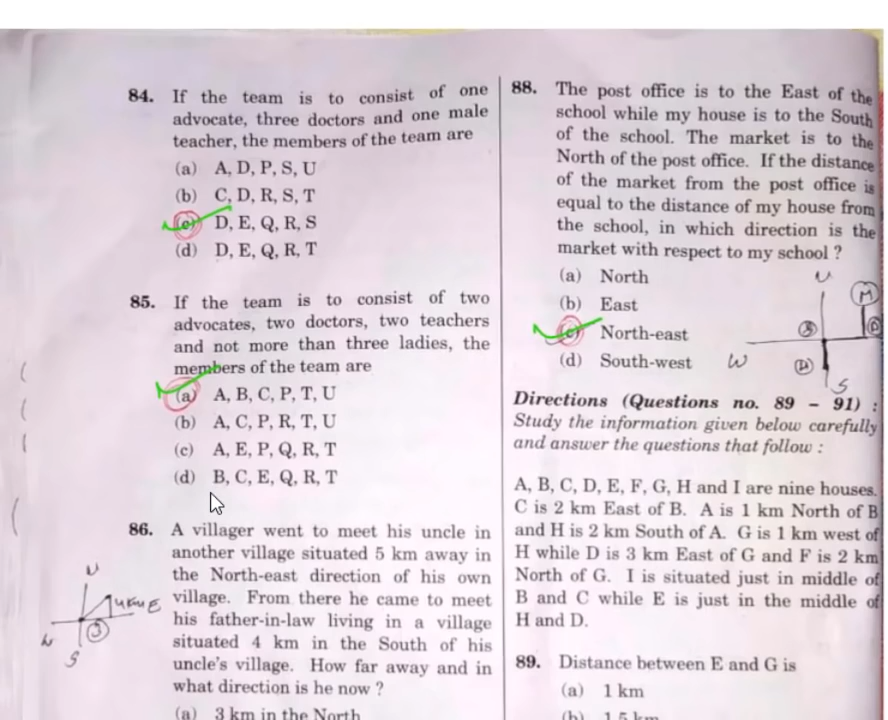 84. If the team is to consist of one
advocate, three doctors and one male
teacher, the members of the team are
(a) A, D, P, S, U
(b) C, D, R, S, T
(c) D, E, Q, R, S
(d) D, E, Q, R, T
85. If the team is to consist of two
advocates, two doctors, two teachers
and not more than three ladies, the
members of the team are
(a) A, B, C, P, T, U
(b) A, C, P, R, T, U
(c) A, E, P, Q, R, T
(d) B, C, E, Q, R, T
86. A villager went to meet his uncle in
another village situated 5 km away in
the North-east direction of his own
village. From there he came to meet
his father-in-law living in a village
situated 4 km in the South of his
uncle's village. How far away and in
what direction is he now ?
(a) 3 km in the North
N
4 km E
3
S
88. The post office is to the East of the
school while my house is to the South
of the school. The market is to the
North of the post office. If the distance
of the market from the post office is
equal to the distance of my house from
the school, in which direction is the
market with respect to my school ?
(a) North
(b) East
(c) North-east
(d) South-west
N
M
S
W
S
Directions (Questions no. 89 – 91) :
Study the information given below carefully
and answer the questions that follow :
A, B, C, D, E, F, G, H and I are nine houses.
C is 2 km East of B. A is 1 km North of B
and H is 2 km South of A. G is 1 km west of
H while D is 3 km East of G and F is 2 km
North of G. I is situated just in middle of
B and C while E is just in the middle of
H and D.
89. Distance between E and G is
(a) 1 km
(b) 1.5 km